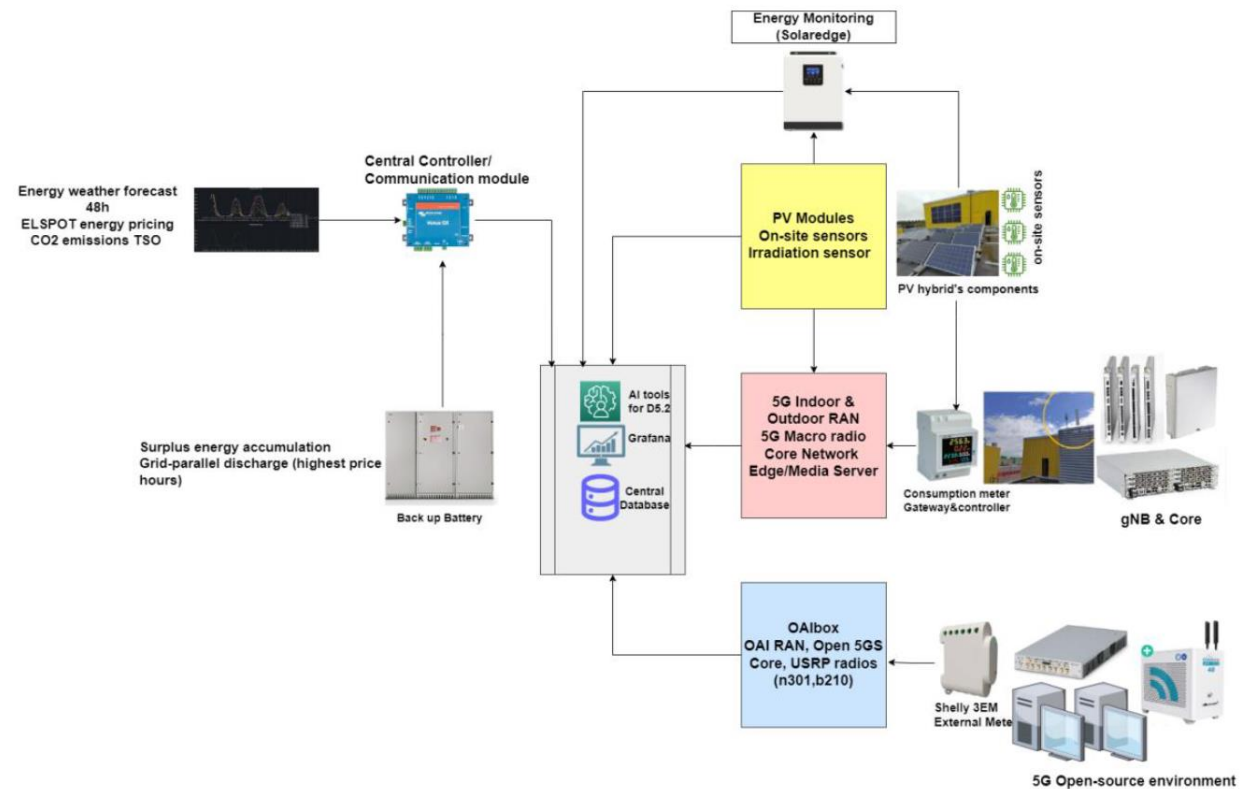 Energy Monitoring
(Solaredge)
Central Controller/
Communication module
Energy weather forecast
48h
ELSPOT energy pricing
CO2 emissions TSO
PV Modules
On-site sensors
Irradiation sensor
on-site sensors
PV hybrid's components
AI tools
for D5.2
Grafana
Central
Database
5G Indoor &
Outdoor RAN
5G Macro radio
Core Network
Edge/Media Server
Surplus energy accumulation
Grid-parallel discharge (highest price
hours)
Back up Battery
Consumption meter
Gateway&controller
gNB & Core
OAIbox
OAI RAN, Open 5GS
Core, USRP radios
(n301,b210)
Shelly 3EM
External Mete
5G Open-source environment